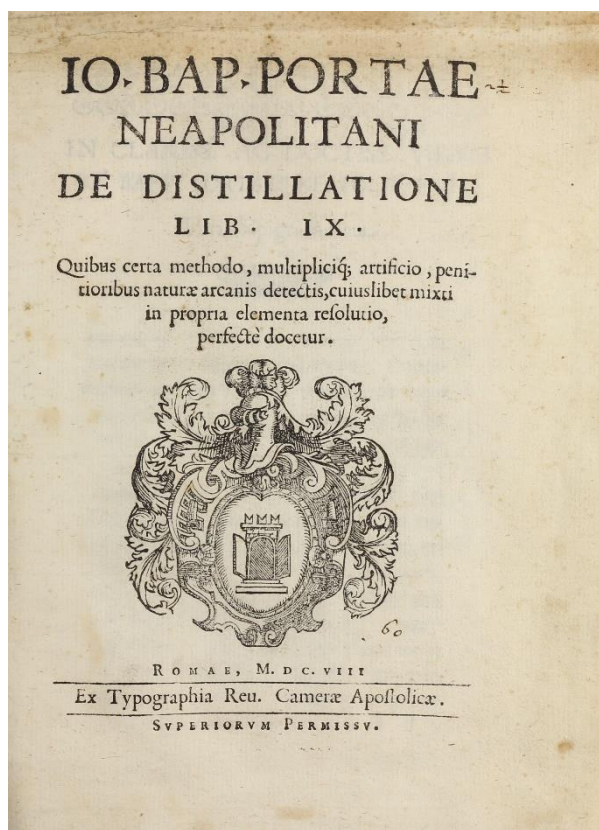 IO·BAP·PORTAE
NEAPOLITANI
DE DISTILLATIONE
LIB. IX.
Quibus certa methodo, multipliciq; artificio, peni-
tioribus naturæ arcanis detectis, cuiuslibet mixti
in propria elementa reſolutio,
perfectè docetur.
60
ROMAE, M. DC. VIII
Ex Typographia Reu. Cameræ Apoſtolicæ.
SVPERIORVM PERMISSV.